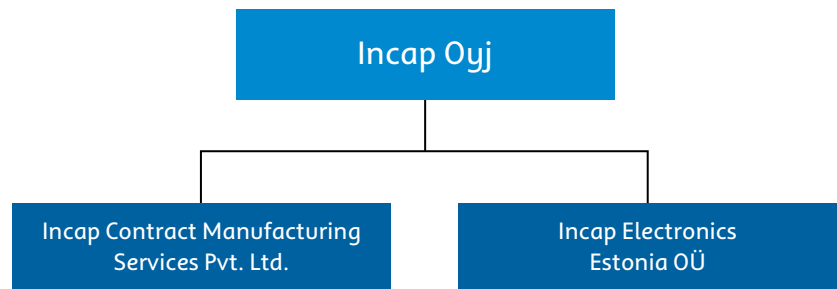 Incap Oyj
Incap Contract Manufacturing
Services Pvt. Ltd.
Incap Electronics
Estonia OÜ